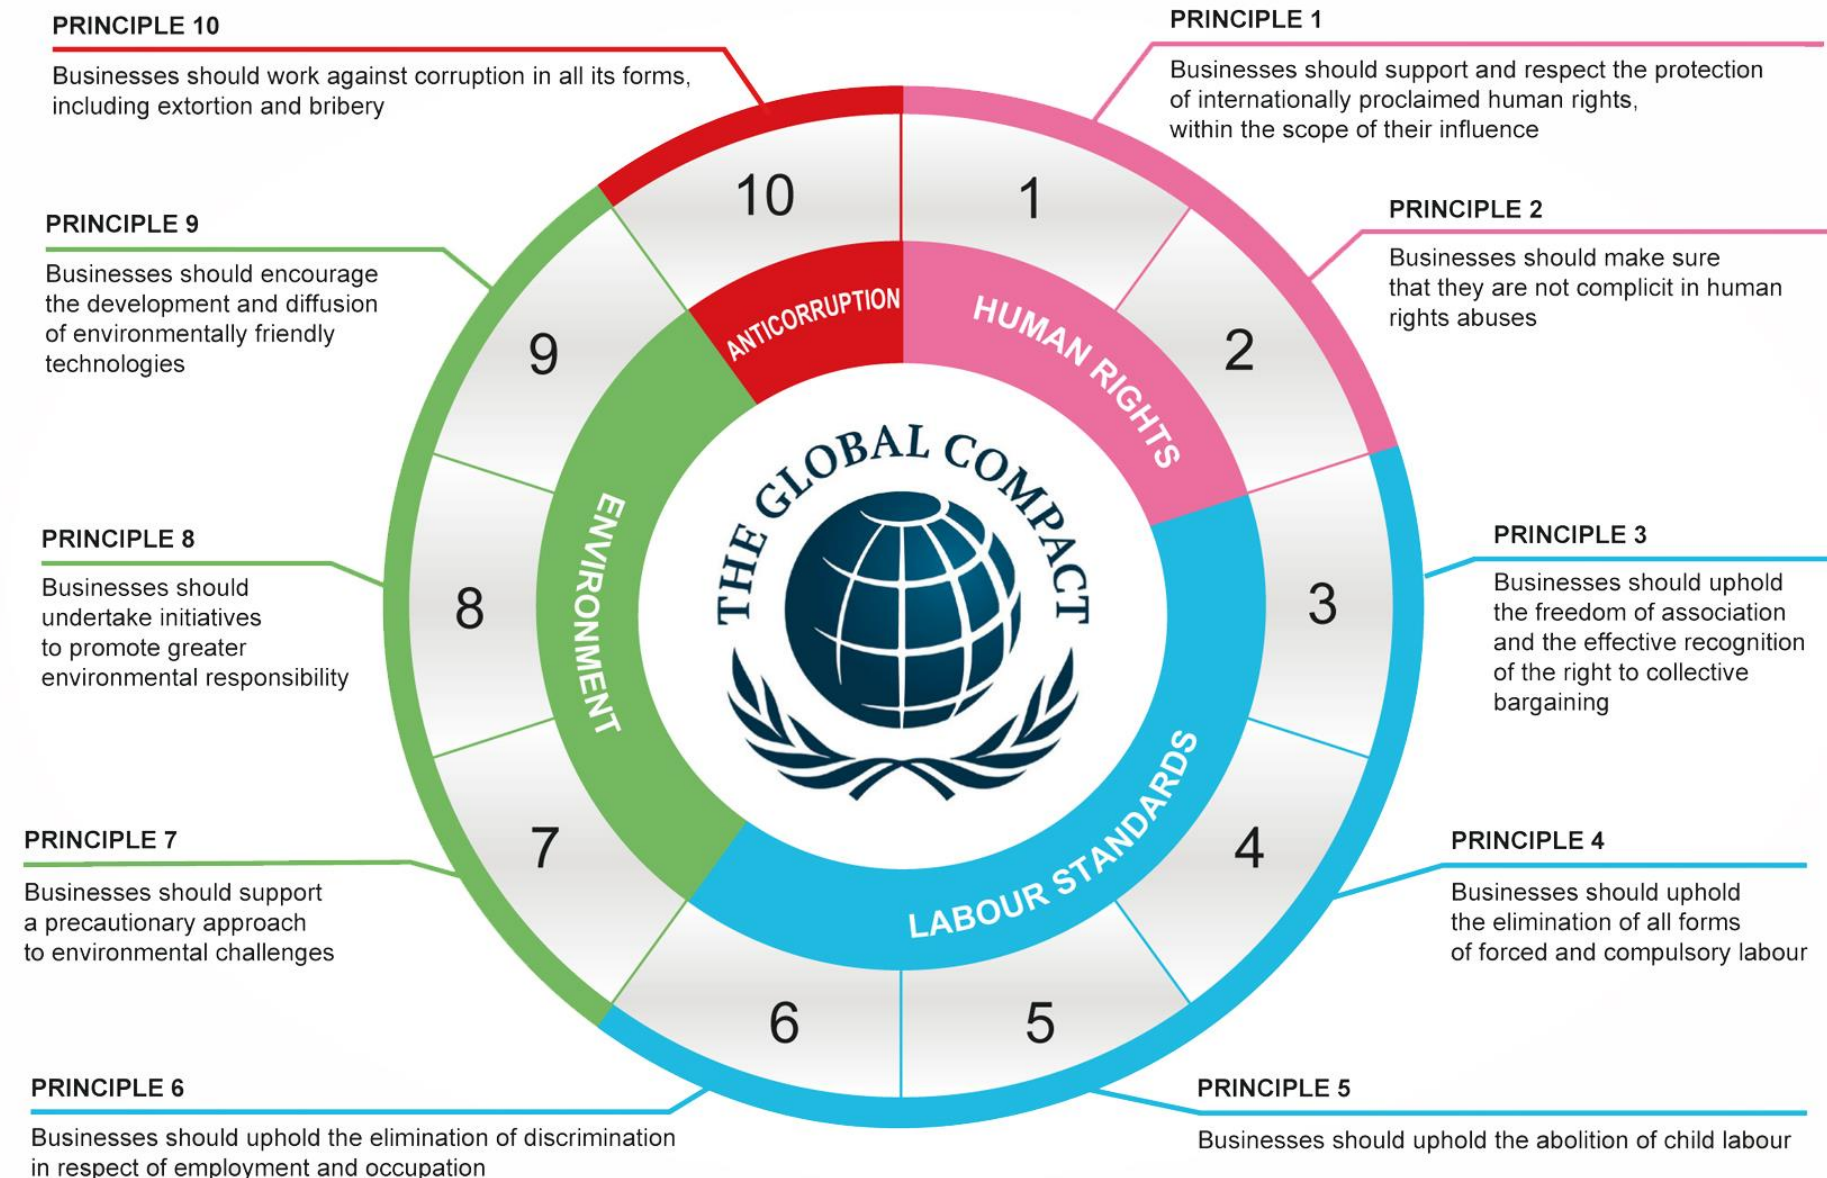 PRINCIPLE 10
Businesses should work against corruption in all its forms,
including extortion and bribery
PRINCIPLE 1
Businesses should support and respect the protection
of internationally proclaimed human rights,
within the scope of their influence
PRINCIPLE 9
Businesses should encourage
the development and diffusion
of environmentally friendly
technologies
PRINCIPLE 2
Businesses should make sure
that they are not complicit in human
rights abuses
PRINCIPLE 8
Businesses should
undertake initiatives
to promote greater
environmental responsibility
PRINCIPLE 3
Businesses should uphold
the freedom of association
and the effective recognition
of the right to collective
bargaining
PRINCIPLE 7
Businesses should support
a precautionary approach
to environmental challenges
PRINCIPLE 4
Businesses should uphold
the elimination of all forms
of forced and compulsory labour
PRINCIPLE 6
Businesses should uphold the elimination of discrimination
in respect of employment and occupation
PRINCIPLE 5
Businesses should uphold the abolition of child labour
10
1
9
2
8
3
7
4
6
5
ANTICORRUPTION
HUMAN RIGHTS
ENVIRONMENT
LABOUR STANDARDS
THE GLOBAL COMPACT